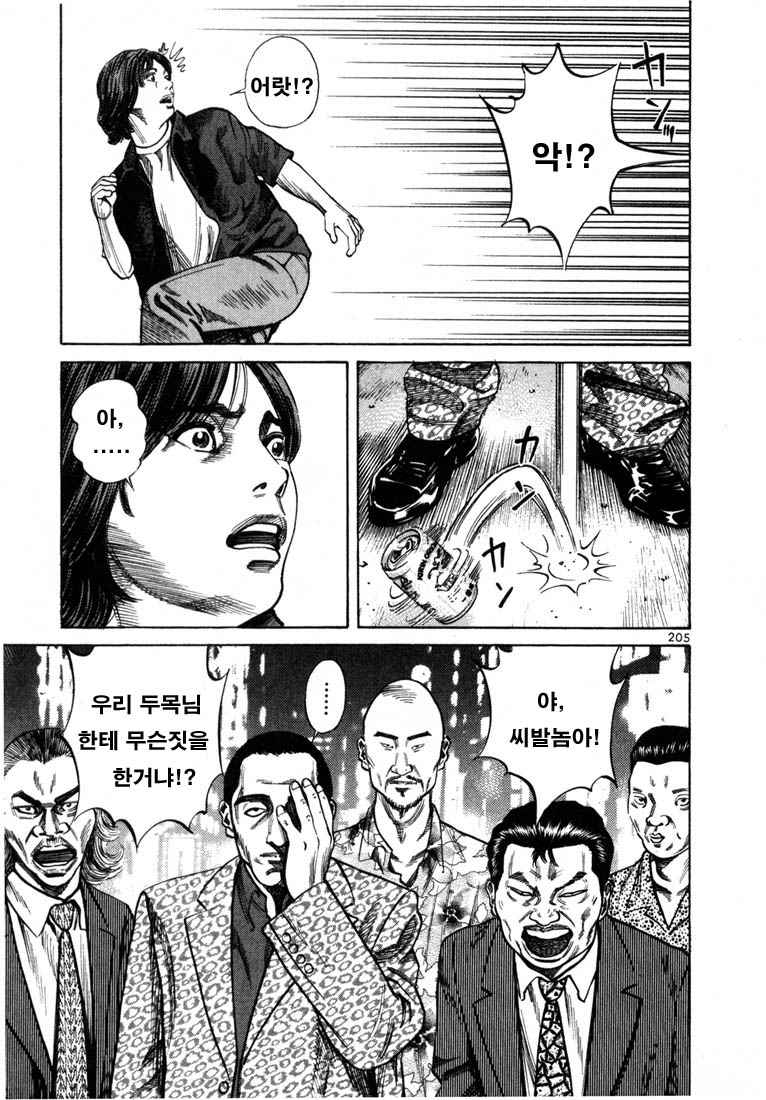 악!?
カ
ン
어랏!?
カ
ン
カ
ン
아,
.....
205
야,
씨발놈아!
......
우리 두목님
한테 무슨짓을
한거냐!?